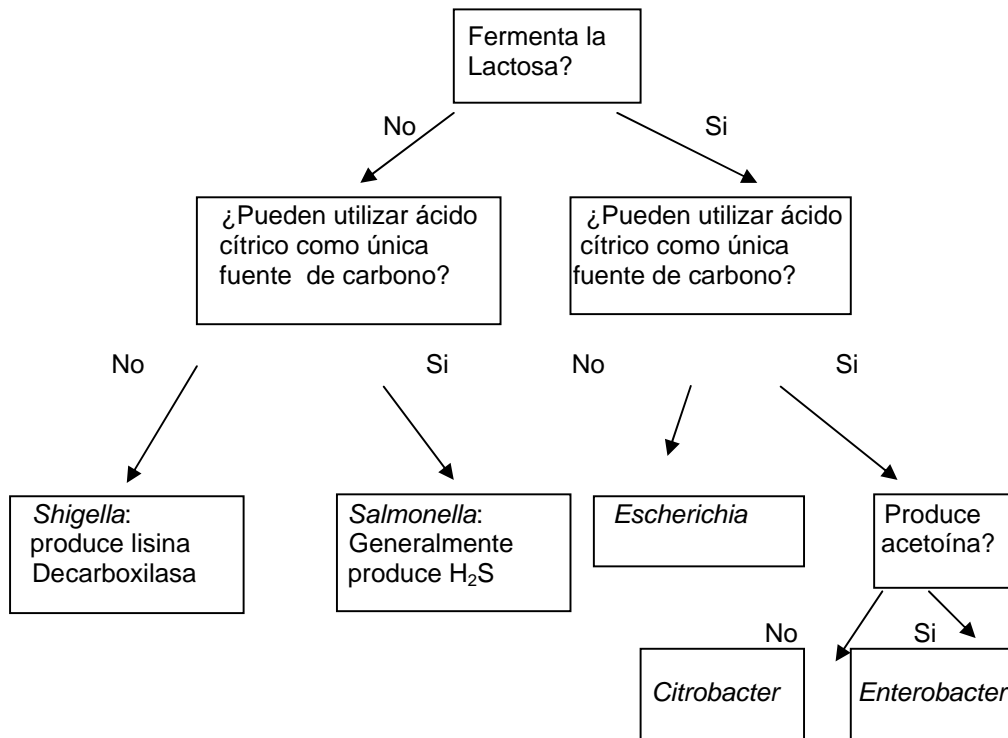 Fermenta la
Lactosa?
No
Si
¿Pueden utilizar ácido
cítrico como única
fuente de carbono?
¿Pueden utilizar ácido
cítrico como única
fuente de carbono?
No
Si
No
Si
Shigella:
produce lisina
Decarboxilasa
Salmonella:
Generalmente
produce H₂S
Escherichia
Produce
acetoína?
No
Si
Citrobacter
Enterobacter